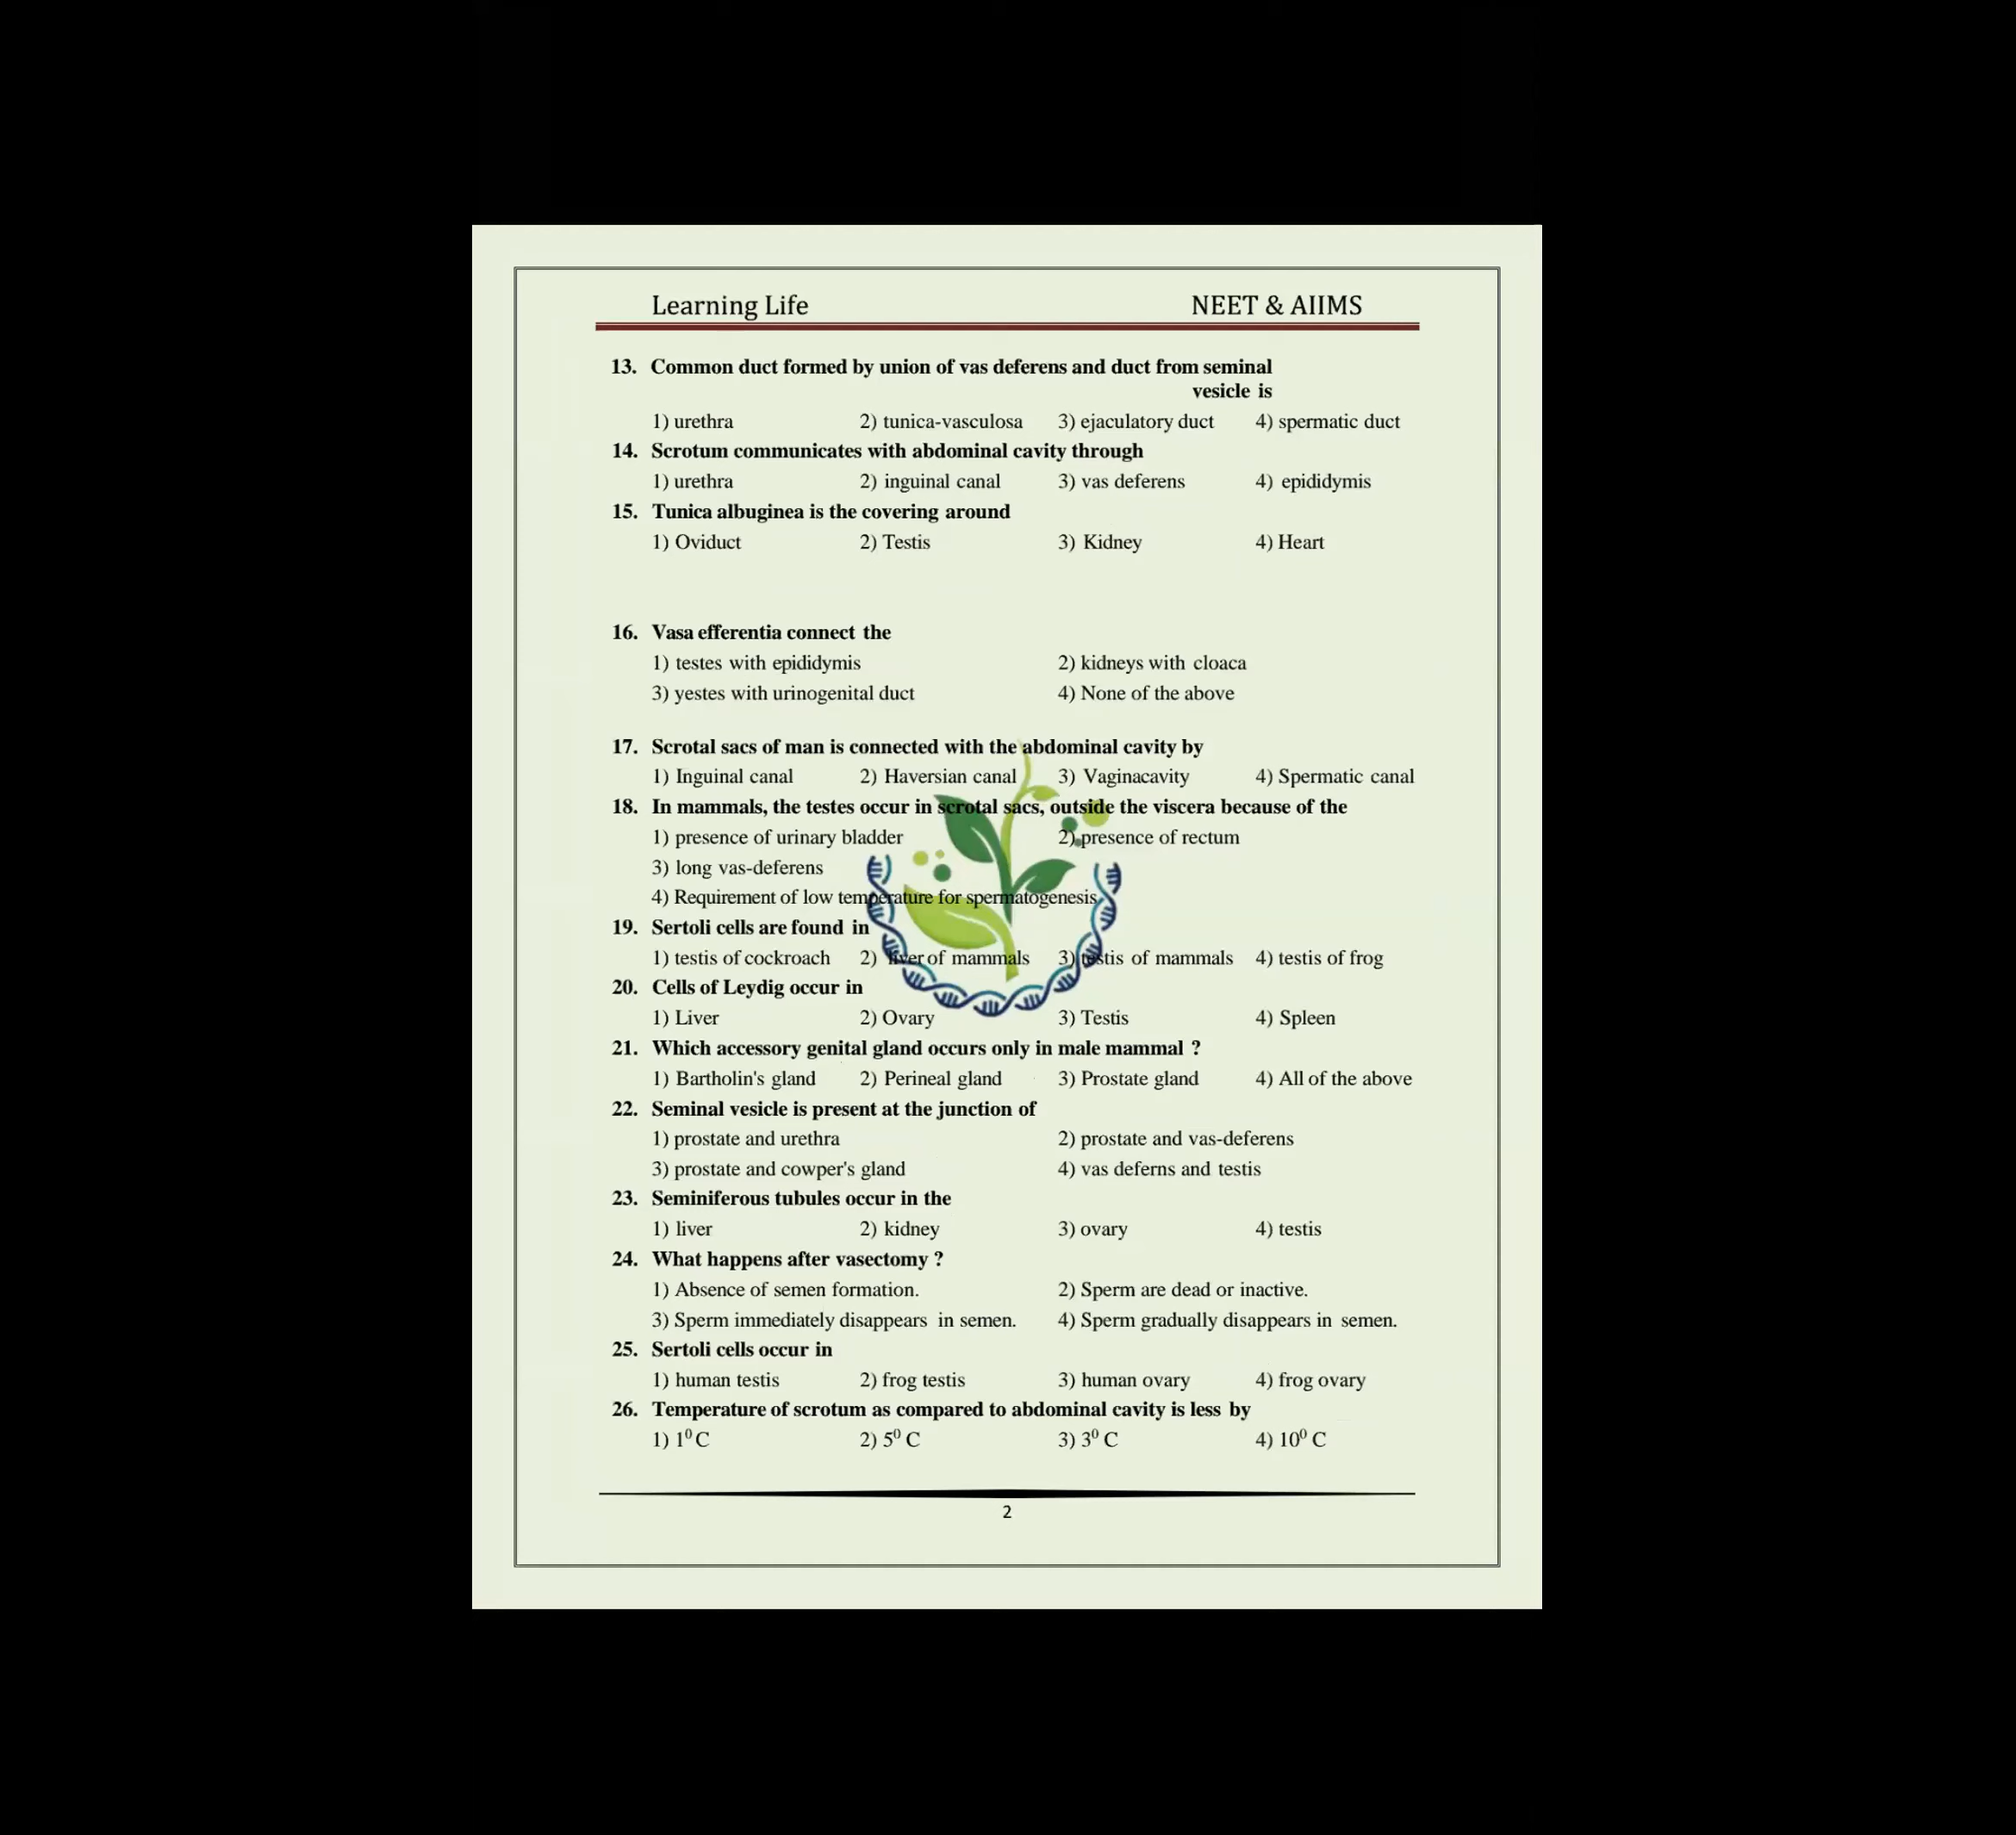 Learning Life NEET & AIIMS
13. Common duct formed by union of vas deferens and duct from seminal
vesicle is
1) urethra 2) tunica-vasculosa 3) ejaculatory duct 4) spermatic duct
14. Scrotum communicates with abdominal cavity through
1) urethra 2) inguinal canal 3) vas deferens 4) epididymis
15. Tunica albuginea is the covering around
1) Oviduct 2) Testis 3) Kidney 4) Heart
16. Vasa efferentia connect the
1) testes with epididymis 2) kidneys with cloaca
3) yestes with urinogenital duct 4) None of the above
17. Scrotal sacs of man is connected with the abdominal cavity by
1) Inguinal canal 2) Haversian canal 3) Vaginacavity 4) Spermatic canal
18. In mammals, the testes occur in scrotal sacs, outside the viscera because of the
1) presence of urinary bladder 2) presence of rectum
3) long vas-deferens
4) Requirement of low temperature for spermatogenesis
19. Sertoli cells are found in
1) testis of cockroach 2) liver of mammals 3) testis of mammals 4) testis of frog
20. Cells of Leydig occur in
1) Liver 2) Ovary 3) Testis 4) Spleen
21. Which accessory genital gland occurs only in male mammal ?
1) Bartholin's gland 2) Perineal gland 3) Prostate gland 4) All of the above
22. Seminal vesicle is present at the junction of
1) prostate and urethra 2) prostate and vas-deferens
3) prostate and cowper's gland 4) vas deferns and testis
23. Seminiferous tubules occur in the
1) liver 2) kidney 3) ovary 4) testis
24. What happens after vasectomy ?
1) Absence of semen formation. 2) Sperm are dead or inactive.
3) Sperm immediately disappears in semen. 4) Sperm gradually disappears in semen.
25. Sertoli cells occur in
1) human testis 2) frog testis 3) human ovary 4) frog ovary
26. Temperature of scrotum as compared to abdominal cavity is less by
1) 1⁰ C 2) 5⁰ C 3) 3⁰ C 4) 10⁰ C
2